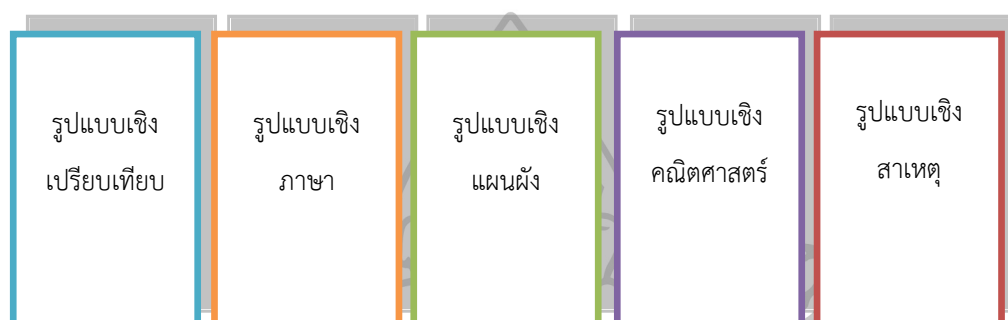 รูปแบบเชิง
เปรียบเทียบ
รูปแบบเชิง
ภาษา
รูปแบบเชิง
แผนผัง
รูปแบบเชิง
คณิตศาสตร์
รูปแบบเชิง
สาเหตุ